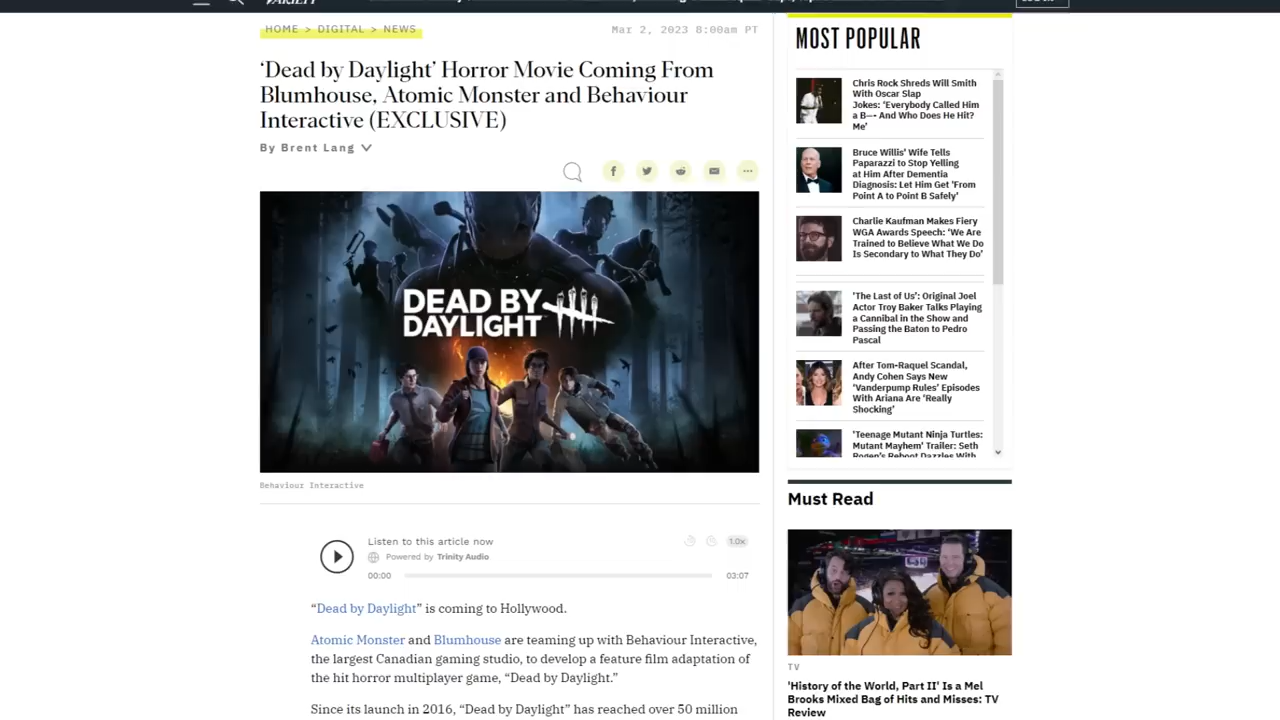 VARIETY
HOME > DIGITAL > NEWS
Mar 2, 2023 8:00am PT
‘Dead by Daylight’ Horror Movie Coming From
Blumhouse, Atomic Monster and Behaviour
Interactive (EXCLUSIVE)
By Brent Lang
DEAD BY
DAYLIGHT
Behaviour Interactive
Listen to this article now
Powered by Trinity Audio
1.0x
00:00
03:07
“Dead by Daylight” is coming to Hollywood.
Atomic Monster and Blumhouse are teaming up with Behaviour Interactive,
the largest Canadian gaming studio, to develop a feature film adaptation of
the hit horror multiplayer game, “Dead by Daylight.”
Since its launch in 2016, “Dead by Daylight” has reached over 50 million
MOST POPULAR
Chris Rock Shreds Will Smith
With Oscar Slap
Jokes: ‘Everybody Called Him
a B—- And Who Does He Hit?
Me’
Bruce Willis’ Wife Tells
Paparazzi to Stop Yelling
at Him After Dementia
Diagnosis: Let Him Get ‘From
Point A to Point B Safely’
Charlie Kaufman Makes Fiery
WGA Awards Speech: ‘We Are
Trained to Believe What We Do
Is Secondary to What They Do’
'The Last of Us': Original Joel
Actor Troy Baker Talks Playing
a Cannibal in the Show and
Passing the Baton to Pedro
Pascal
After Tom-Raquel Scandal,
Andy Cohen Says New
‘Vanderpump Rules’ Episodes
With Ariana Are ‘Really
Shocking’
'Teenage Mutant Ninja Turtles:
Mutant Mayhem' Trailer: Seth
Rogen's Reboot Dazzles With
Must Read
TV
'History of the World, Part II' Is a Mel
Brooks Mixed Bag of Hits and Misses: TV
Review